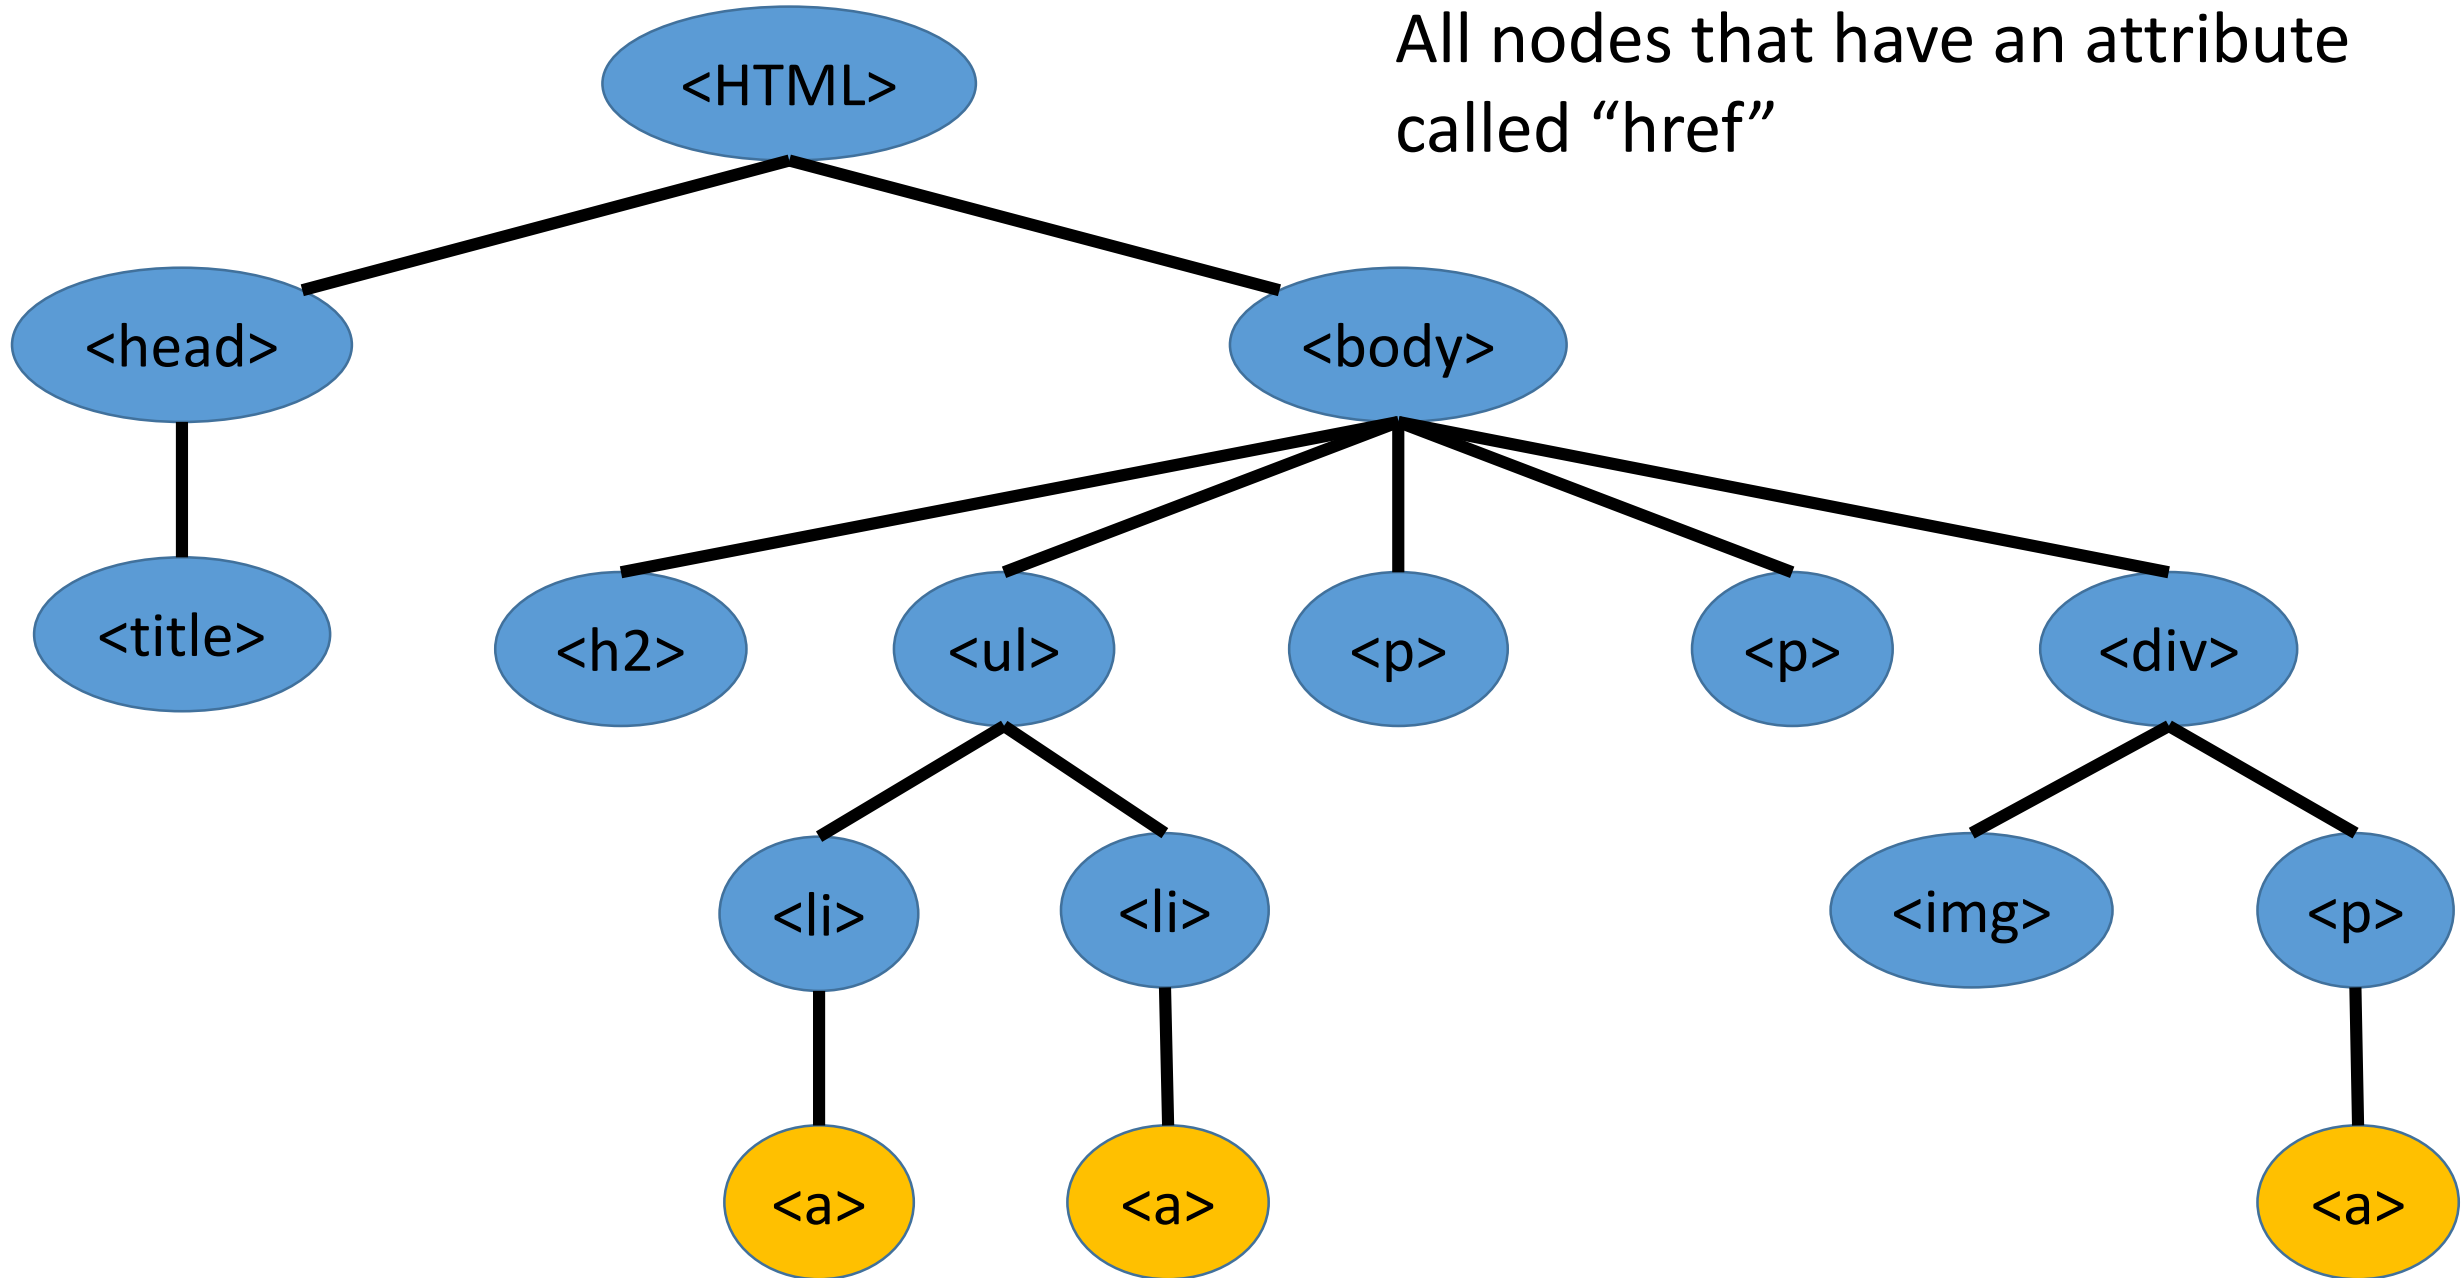 All nodes that have an attribute
called “href”
<HTML>
<head>
<body>
<title>
<h2>
<ul>
<p>
<p>
<div>
<li>
<li>
<img>
<p>
<a>
<a>
<a>